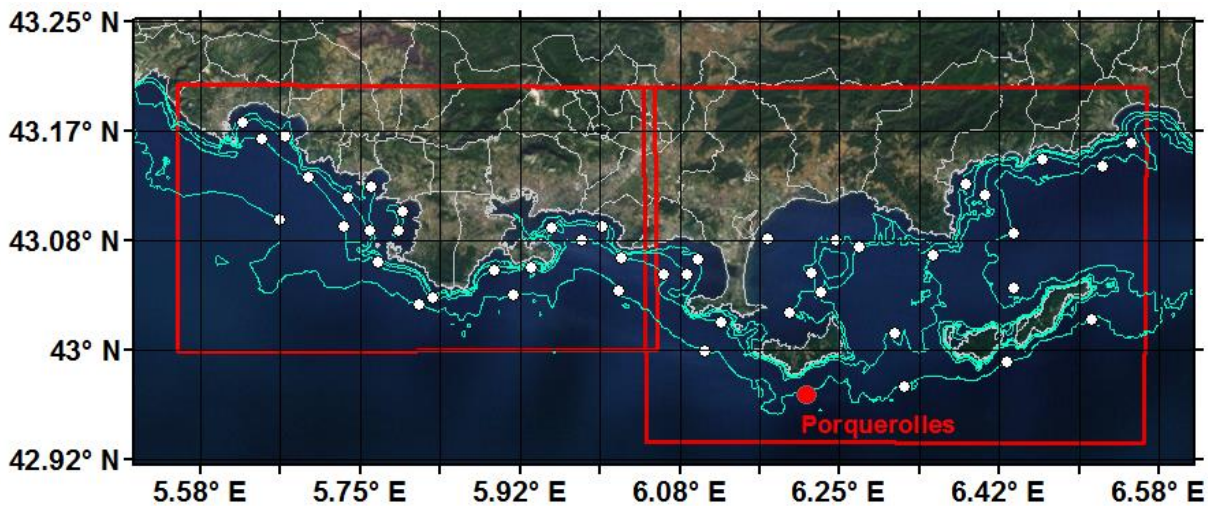 43.25° N
43.17° N
43.08° N
43° N
Porquerolles
42.92° N
5.58° E 5.75° E 5.92° E 6.08° E 6.25° E 6.42° E 6.58° E